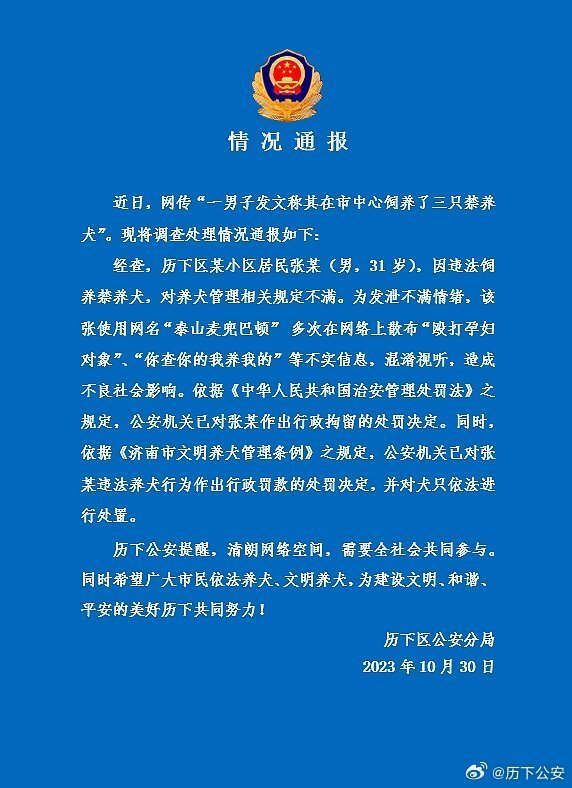 情况通报
近日，网传“一男子发文称其在市中心饲养了三只禁养
犬”。现将调查处理情况通报如下：
经查，历下区某小区居民张某（男，31 岁），因违法饲
养禁养犬，对养犬管理相关规定不满。为发泄不满情绪，该
张使用网名“泰山麦兜巴顿” 多次在网络上散布“殴打孕妇
对象”、“你查你的我养我的”等不实信息，混淆视听，造成
不良社会影响。依据《中华人民共和国治安管理处罚法》之
规定，公安机关已对张某作出行政拘留的处罚决定。同时，
依据《济南市文明养犬管理条例》之规定，公安机关已对张
某违法养犬行为作出行政罚款的处罚决定，并对犬只依法进
行处置。
历下公安提醒，清朗网络空间，需要全社会共同参与。
同时希望广大市民依法养犬、文明养犬，为建设文明、和谐、
平安的美好历下共同努力！
历下区公安分局
2023 年 10 月 30 日
@历下公安